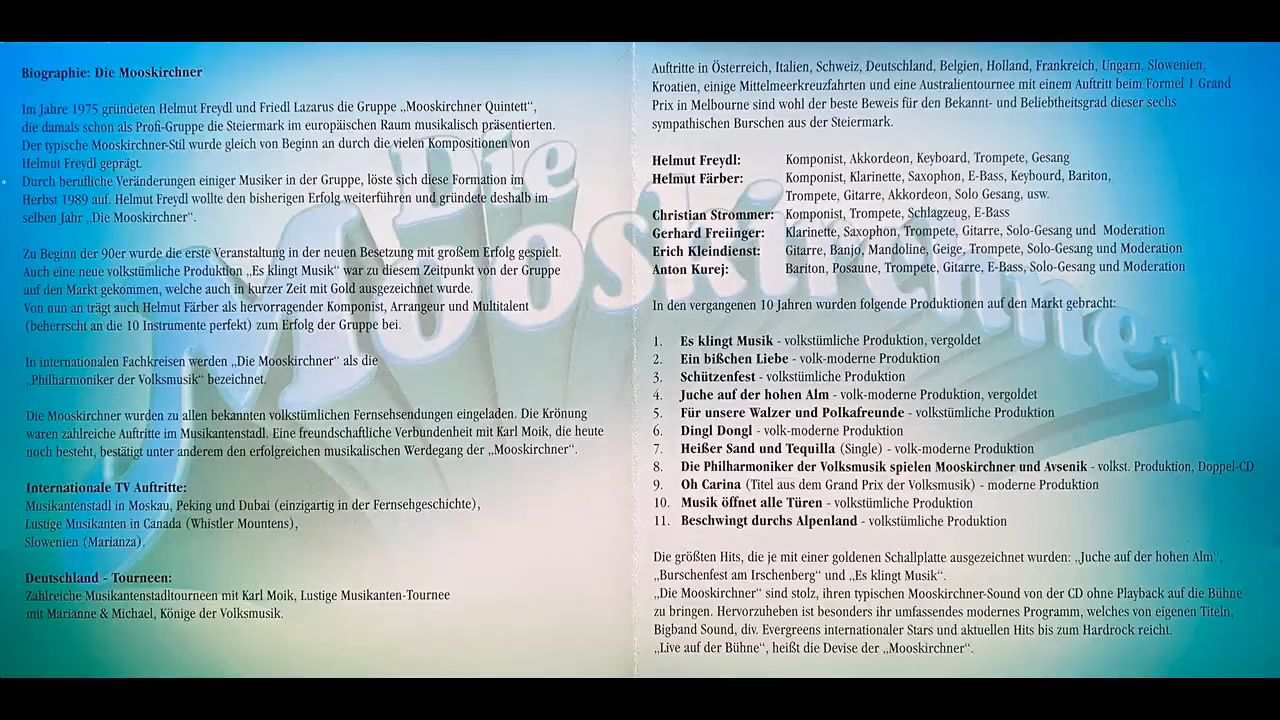 Biographie: Die Mooskirchner
Im Jahre 1975 gründeten Helmut Freydl und Friedl Lazarus die Gruppe „Mooskirchner Quintett“,
die damals schon als Profi-Gruppe die Steiermark im europäischen Raum musikalisch präsentierten.
Der typische Mooskirchner-Stil wurde gleich von Beginn an durch die vielen Kompositionen von
Helmut Freydl geprägt.
Durch berufliche Veränderungen einiger Musiker in der Gruppe, löste sich diese Formation im
Herbst 1989 auf. Helmut Freydl wollte den bisherigen Erfolg weiterführen und gründete deshalb im
selben Jahr „Die Mooskirchner“.
Zu Beginn der 90er wurde die erste Veranstaltung in der neuen Besetzung mit großem Erfolg gespielt.
Auch eine neue volkstümliche Produktion „Es klingt Musik“ war zu diesem Zeitpunkt von der Gruppe
auf den Markt gekommen, welche auch in kurzer Zeit mit Gold ausgezeichnet wurde.
Von nun an trägt auch Helmut Färber als hervorragender Komponist, Arrangeur und Multitalent
(beherrscht an die 10 Instrumente perfekt) zum Erfolg der Gruppe bei.
In internationalen Fachkreisen werden „Die Mooskirchner“ als die
„Philharmoniker der Volksmusik“ bezeichnet.
Die Mooskirchner wurden zu allen bekannten volkstümlichen Fernsehsendungen eingeladen. Die Krönung
waren zahlreiche Auftritte im Musikantenstadl. Eine freundschaftliche Verbundenheit mit Karl Moik, die heute
noch besteht, bestätigt unter anderem den erfolgreichen musikalischen Werdegang der „Mooskirchner“.
Internationale TV Auftritte:
Musikantenstadl in Moskau, Peking und Dubai (einzigartig in der Fernsehgeschichte),
Lustige Musikanten in Canada (Whistler Mountens),
Slowenien (Marianza).
Deutschland - Tourneen:
Zahlreiche Musikantenstadltourneen mit Karl Moik, Lustige Musikanten-Tournee
mit Marianne & Michael, Könige der Volksmusik.
Auftritte in Österreich, Italien, Schweiz, Deutschland, Belgien, Holland, Frankreich, Ungarn, Slowenien,
Kroatien, einige Mittelmeerkreuzfahrten und eine Australientournee mit einem Auftritt beim Formel 1 Grand
Prix in Melbourne sind wohl der beste Beweis für den Bekannt- und Beliebtheitsgrad dieser sechs
sympathischen Burschen aus der Steiermark.
Helmut Freydl: Komponist, Akkordeon, Keyboard, Trompete, Gesang
Helmut Färber: Komponist, Klarinette, Saxophon, E-Bass, Keybourd, Bariton,
Trompete, Gitarre, Akkordeon, Solo Gesang, usw.
Christian Strommer: Komponist, Trompete, Schlagzeug, E-Bass
Gerhard Freiinger: Klarinette, Saxophon, Trompete, Gitarre, Solo-Gesang und Moderation
Erich Kleindienst: Gitarre, Banjo, Mandoline, Geige, Trompete, Solo-Gesang und Moderation
Anton Kurej: Bariton, Posaune, Trompete, Gitarre, E-Bass, Solo-Gesang und Moderation
In den vergangenen 10 Jahren wurden folgende Produktionen auf den Markt gebracht:
1. Es klingt Musik - volkstümliche Produktion, vergoldet
2. Ein bißchen Liebe - volk-moderne Produktion
3. Schützenfest - volkstümliche Produktion
4. Juche auf der hohen Alm - volk-moderne Produktion, vergoldet
5. Für unsere Walzer und Polkafreunde - volkstümliche Produktion
6. Dingl Dongl - volk-moderne Produktion
7. Heißer Sand und Tequilla (Single) - volk-moderne Produktion
8. Die Philharmoniker der Volksmusik spielen Mooskirchner und Avsenik - volkst. Produktion, Doppel-CD
9. Oh Carina (Titel aus dem Grand Prix der Volksmusik) - moderne Produktion
10. Musik öffnet alle Türen - volkstümliche Produktion
11. Beschwingt durchs Alpenland - volkstümliche Produktion
Die größten Hits, die je mit einer goldenen Schallplatte ausgezeichnet wurden: „Juche auf der hohen Alm“,
„Burschenfest am Irschenberg“ und „Es klingt Musik“.
„Die Mooskirchner“ sind stolz, ihren typischen Mooskirchner-Sound von der CD ohne Playback auf die Bühne
zu bringen. Hervorzuheben ist besonders ihr umfassendes modernes Programm, welches von eigenen Titeln,
Bigband Sound, div. Evergreens internationaler Stars und aktuellen Hits bis zum Hardrock reicht.
„Live auf der Bühne“, heißt die Devise der „Mooskirchner“.
Die
Mooskirchner